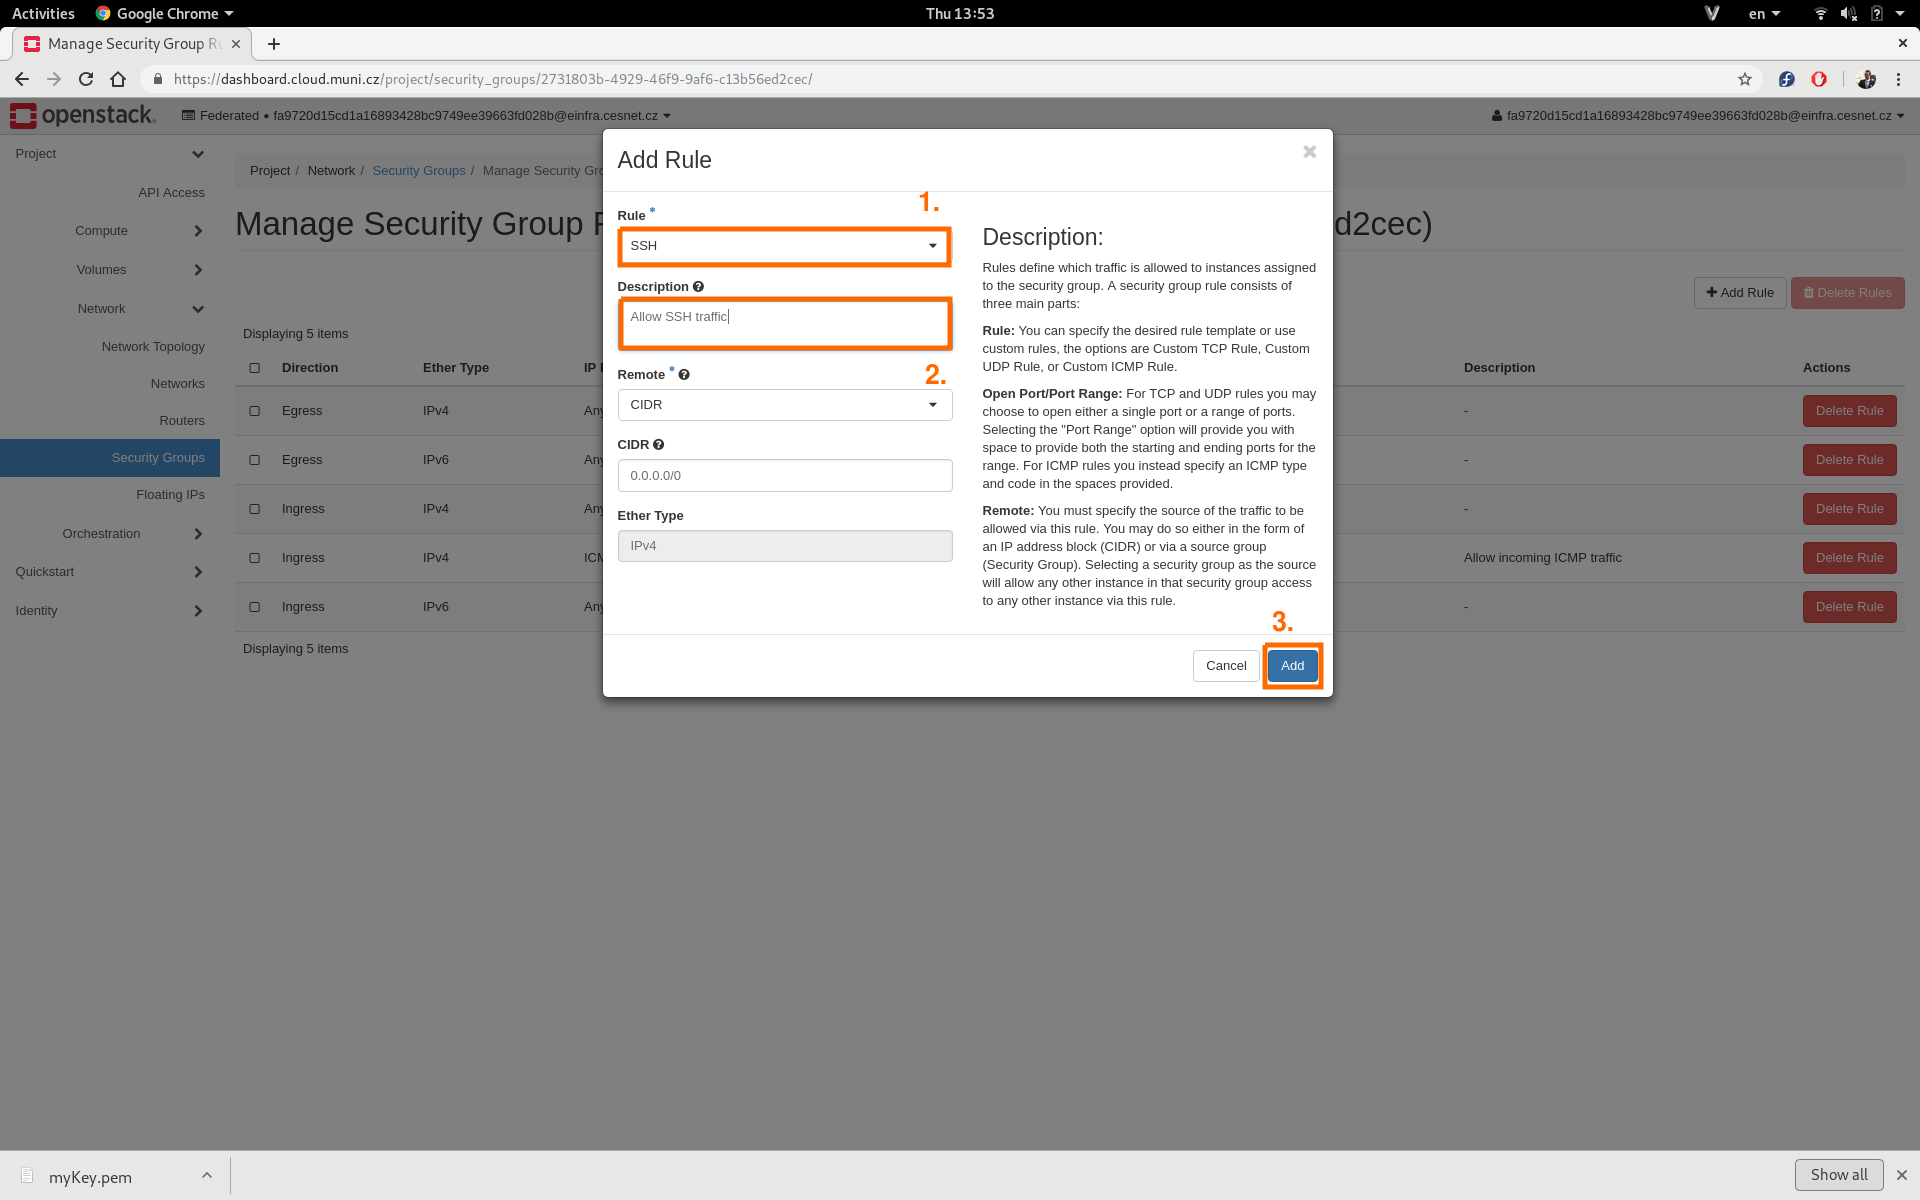 Activities
Google Chrome
Thu 13:53
en
Manage Security Group Ru
https://dashboard.cloud.muni.cz/project/security_groups/2731803b-4929-46f9-9af6-c13b56ed2cec/
openstack.
Federated • fa9720d15cd1a16893428bc9749ee39663fd028b@einfra.cesnet.cz
fa9720d15cd1a16893428bc9749ee39663fd028b@einfra.cesnet.cz
Project
API Access
Compute
Volumes
Network
Network Topology
Networks
Routers
Security Groups
Floating IPs
Orchestration
Quickstart
Identity
Project / Network / Security Groups / Manage Security Gro
Manage Security Group R
d2cec)
+ Add Rule
Delete Rules
Displaying 5 items
Direction Ether Type IP Description Actions
Egress IPv4 Any - Delete Rule
Egress IPv6 Any - Delete Rule
Ingress IPv4 Any - Delete Rule
Ingress IPv4 ICM Allow incoming ICMP traffic Delete Rule
Ingress IPv6 Any - Delete Rule
Displaying 5 items
Add Rule
1.
Rule *
SSH
Description
Allow SSH traffic
2.
Remote *
CIDR
CIDR
0.0.0.0/0
Ether Type
IPv4
Description:
Rules define which traffic is allowed to instances assigned
to the security group. A security group rule consists of
three main parts:
Rule: You can specify the desired rule template or use
custom rules, the options are Custom TCP Rule, Custom
UDP Rule, or Custom ICMP Rule.
Open Port/Port Range: For TCP and UDP rules you may
choose to open either a single port or a range of ports.
Selecting the "Port Range" option will provide you with
space to provide both the starting and ending ports for the
range. For ICMP rules you instead specify an ICMP type
and code in the spaces provided.
Remote: You must specify the source of the traffic to be
allowed via this rule. You may do so either in the form of
an IP address block (CIDR) or via a source group
(Security Group). Selecting a security group as the source
will allow any other instance in that security group access
to any other instance via this rule.
3.
Cancel
Add
myKey.pem
Show all